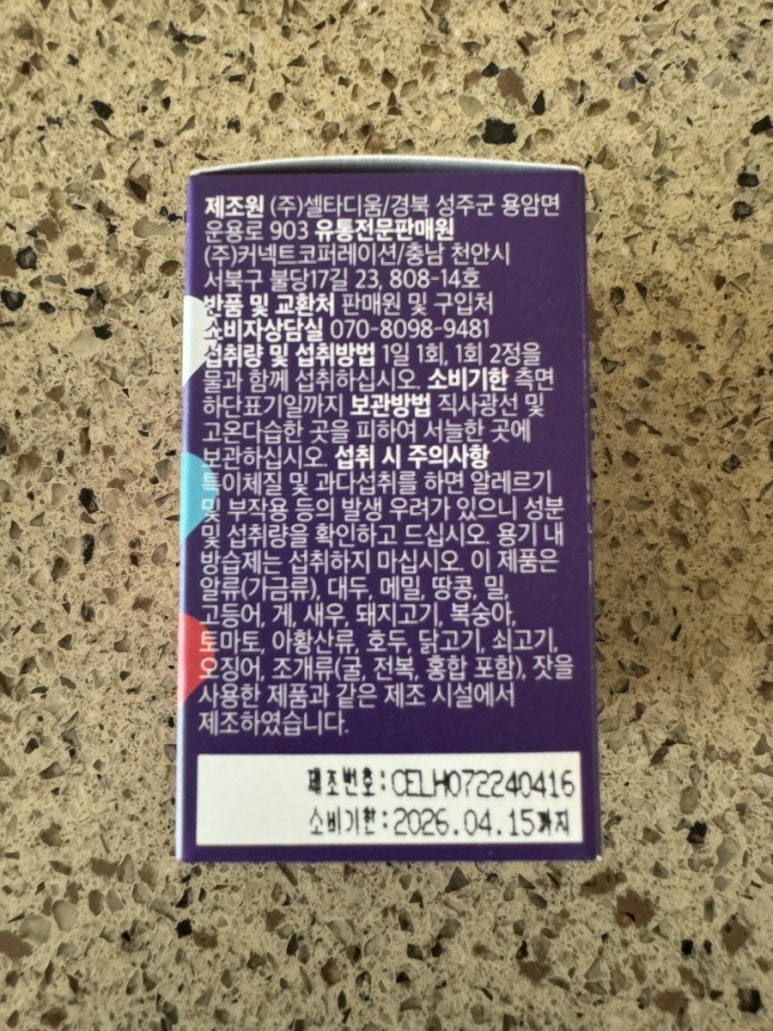 제조원 (주)셀타디움/경북 성주군 용암면
운용로 903 유통전문판매원
(주)커넥트코퍼레이션/충남 천안시
서북구 불당17길 23, 808-14호
반품 및 교환처 판매원 및 구입처
소비자상담실 070-8098-9481
섭취량 및 섭취방법 1일 1회, 1회 2정을
물과 함께 섭취하십시오. 소비기한 측면
하단표기일까지 보관방법 직사광선 및
고온다습한 곳을 피하여 서늘한 곳에
보관하십시오. 섭취 시 주의사항
특이체질 및 과다섭취를 하면 알레르기
및 부작용 등의 발생 우려가 있으니 성분
및 섭취량을 확인하고 드십시오. 용기 내
방습제는 섭취하지 마십시오. 이 제품은
알류(가금류), 대두, 메밀, 땅콩, 밀,
고등어, 게, 새우, 돼지고기, 복숭아,
토마토, 아황산류, 호두, 닭고기, 쇠고기,
오징어, 조개류(굴, 전복, 홍합 포함), 잣을
사용한 제품과 같은 제조 시설에서
제조하였습니다.
제조번호:CELH072240416
소비기한:2026.04.15까지